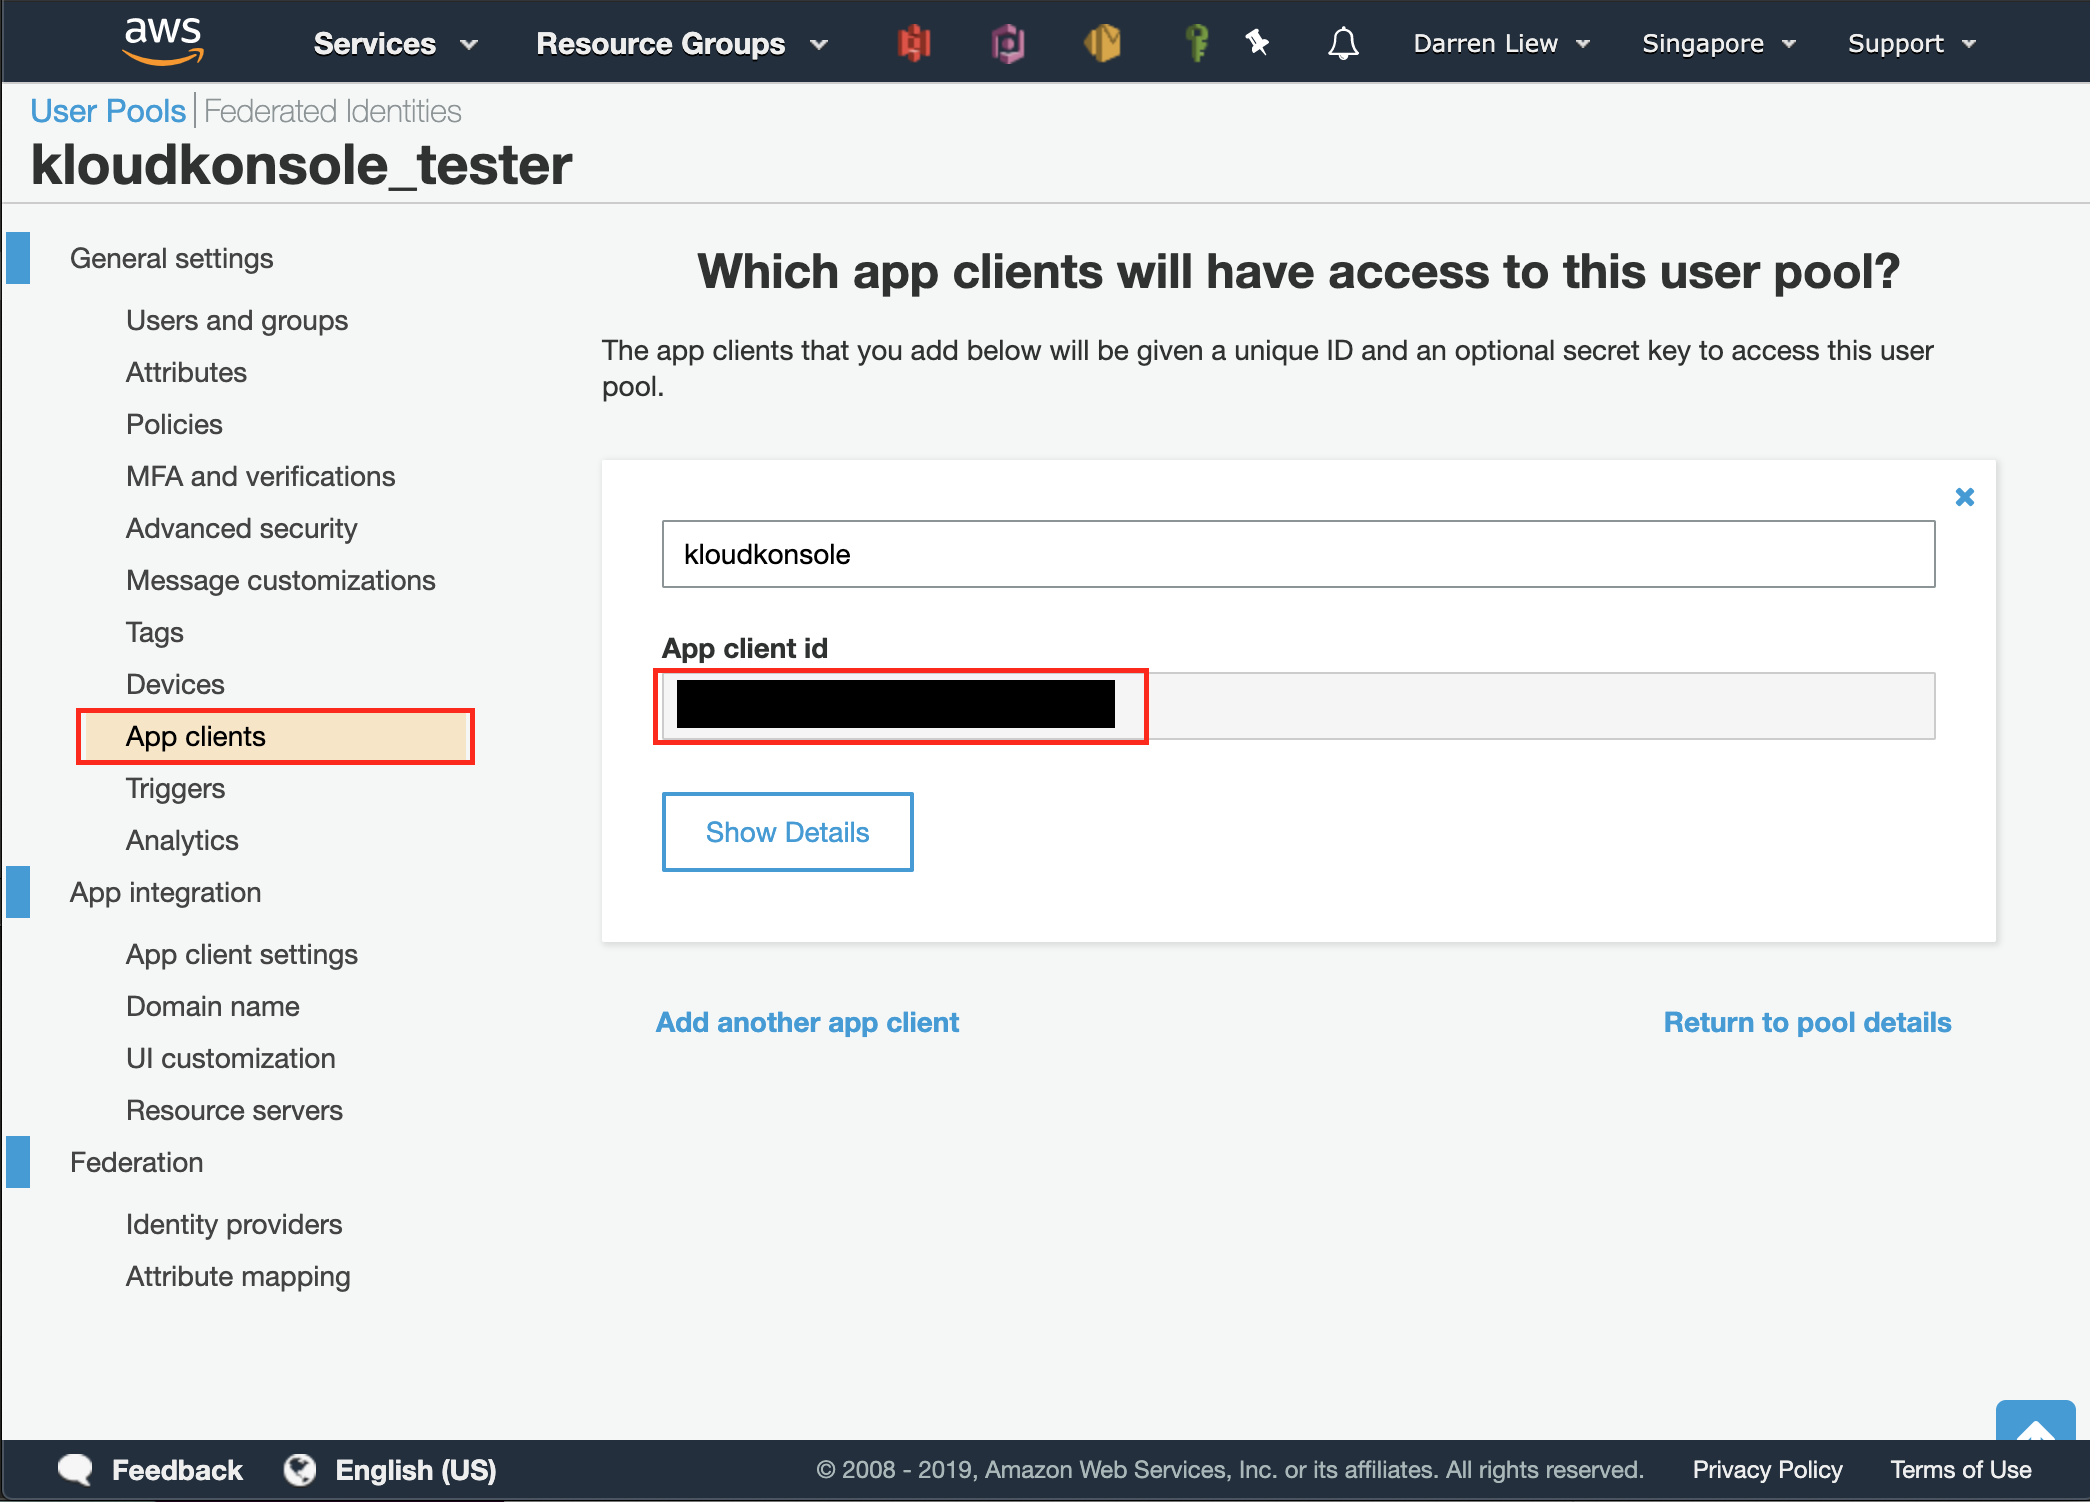 aws Services Resource Groups Darren Liew Singapore Support
User Pools Federated Identities
kloudkonsole_tester
General settings
Users and groups
Attributes
Policies
MFA and verifications
Advanced security
Message customizations
Tags
Devices
App clients
Triggers
Analytics
App integration
App client settings
Domain name
UI customization
Resource servers
Federation
Identity providers
Attribute mapping
Which app clients will have access to this user pool?
The app clients that you add below will be given a unique ID and an optional secret key to access this user
pool.
kloudkonsole
App client id
Show Details
Add another app client Return to pool details
Feedback English (US) © 2008 - 2019, Amazon Web Services, Inc. or its affiliates. All rights reserved. Privacy Policy Terms of Use